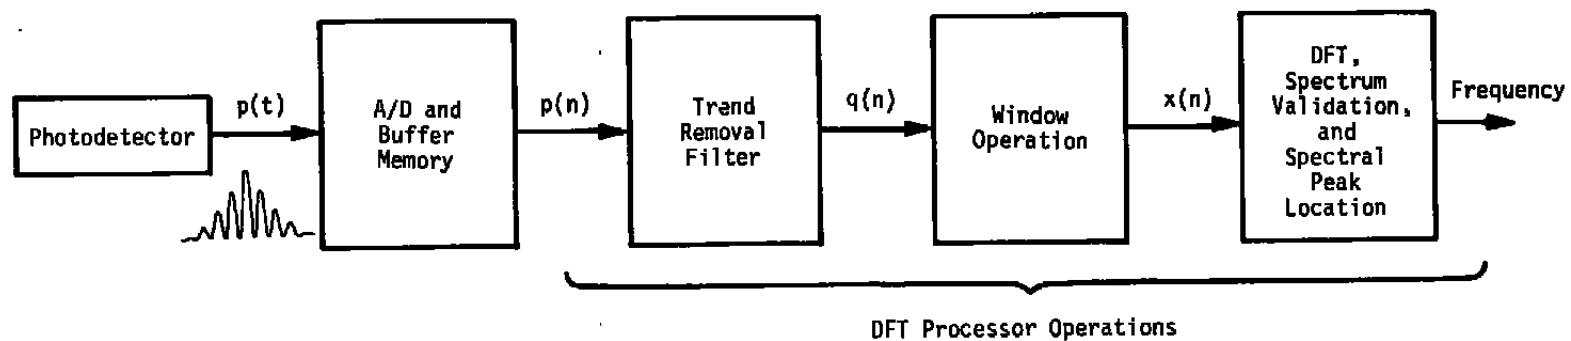 Photodetector
p(t)
A/D and
Buffer
Memory
p(n)
Trend
Removal
Filter
q(n)
Window
Operation
x(n)
DFT,
Spectrum
Validation,
and
Spectral
Peak
Location
Frequency
DFT Processor Operations